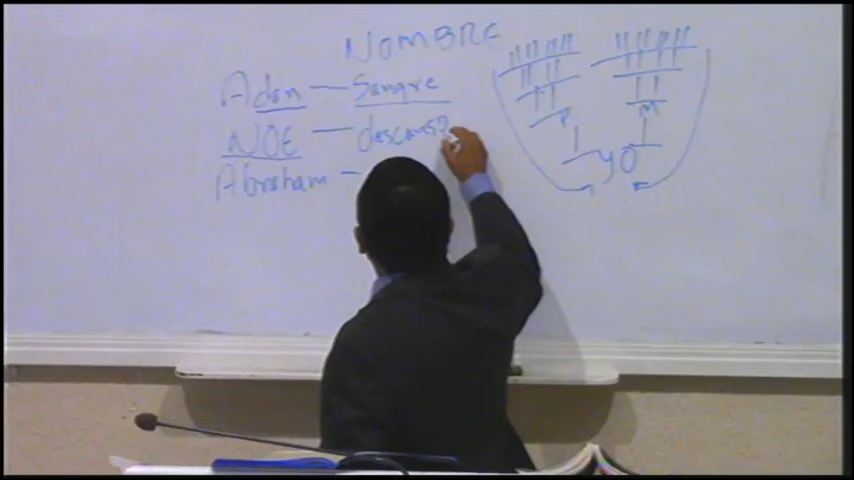 NOMBRE
Adan — Sangre
NOE — descanso
Abraham —
P
M
yo